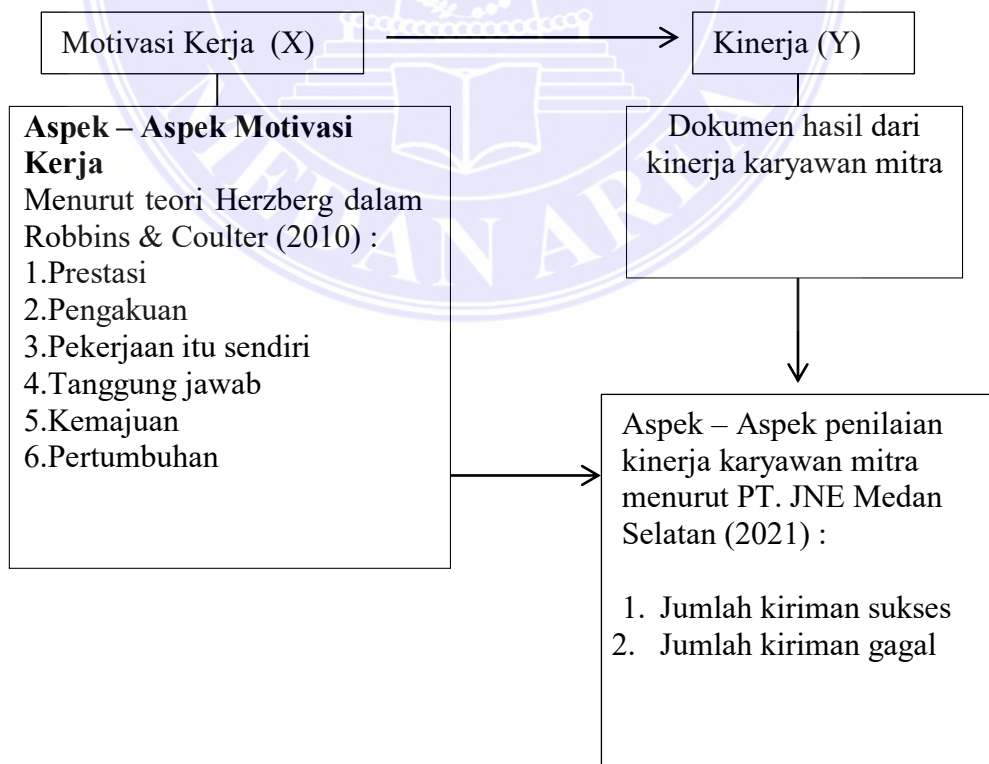 Motivasi Kerja (X)
Kinerja (Y)
Aspek – Aspek Motivasi
Kerja
Menurut teori Herzberg dalam
Robbins & Coulter (2010) :
1.Prestasi
2.Pengakuan
3.Pekerjaan itu sendiri
4.Tanggung jawab
5.Kemajuan
6.Pertumbuhan
Dokumen hasil dari
kinerja karyawan mitra
Aspek – Aspek penilaian
kinerja karyawan mitra
menurut PT. JNE Medan
Selatan (2021) :
1. Jumlah kiriman sukses
2. Jumlah kiriman gagal
MEDAN AREA